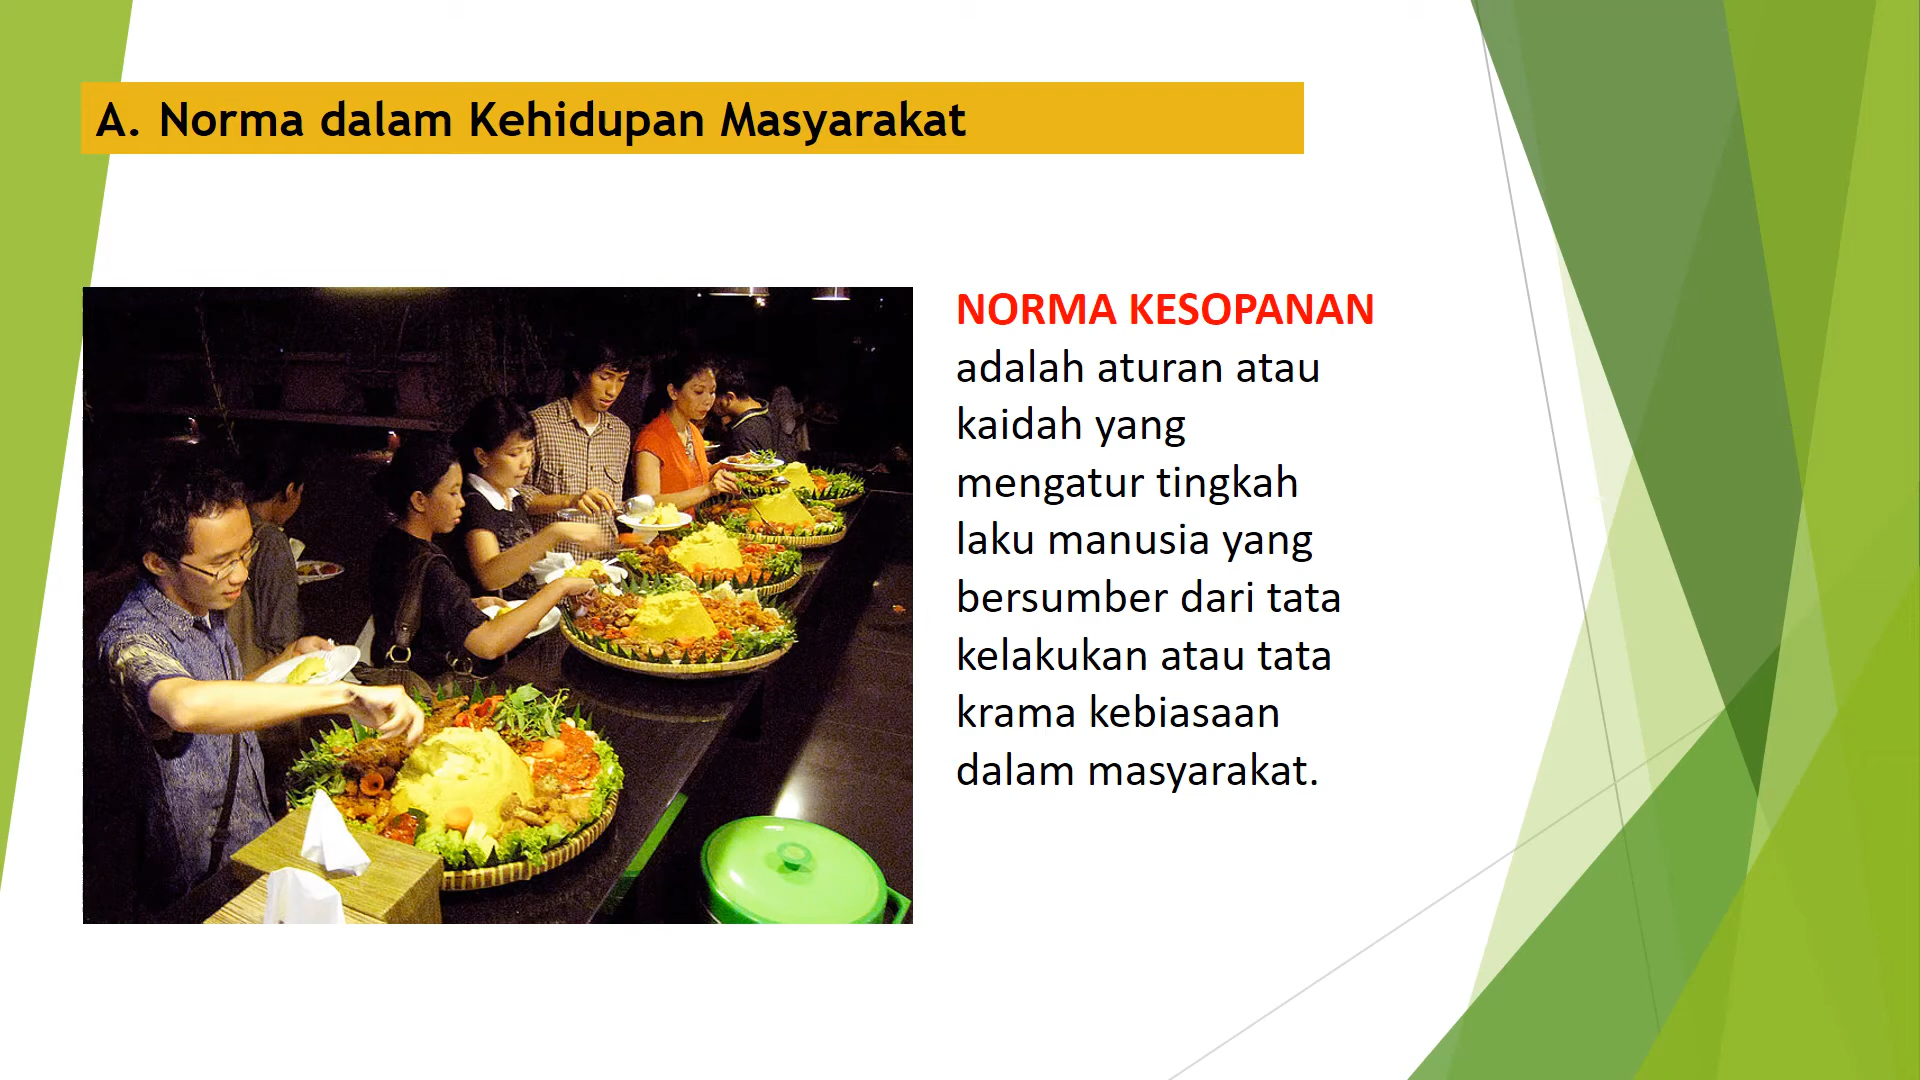 A. Norma dalam Kehidupan Masyarakat
NORMA KESOPANAN
adalah aturan atau
kaidah yang
mengatur tingkah
laku manusia yang
bersumber dari tata
kelakukan atau tata
krama kebiasaan
dalam masyarakat.